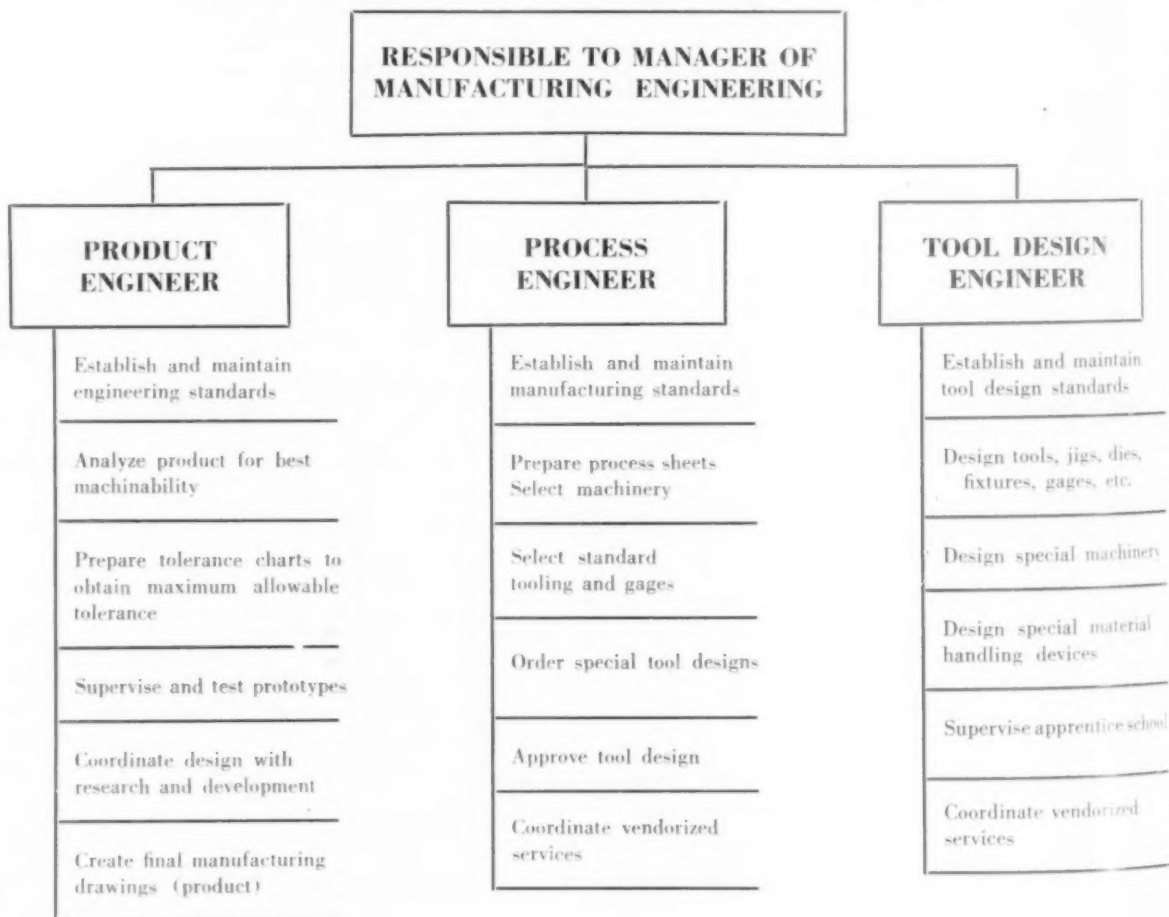 RESPONSIBLE TO MANAGER OF
MANUFACTURING ENGINEERING
PRODUCT
ENGINEER
Establish and maintain
engineering standards
Analyze product for best
machinability
Prepare tolerance charts to
obtain maximum allowable
tolerance
Supervise and test prototypes
Coordinate design with
research and development
Create final manufacturing
drawings (product)
PROCESS
ENGINEER
Establish and maintain
manufacturing standards
Prepare process sheets
Select machinery
Select standard
tooling and gages
Order special tool designs
Approve tool design
Coordinate vendorized
services
TOOL DESIGN
ENGINEER
Establish and maintain
tool design standards
Design tools, jigs, dies,
fixtures, gages, etc.
Design special machinery
Design special material
handling devices
Supervise apprentice school
Coordinate vendorized
services